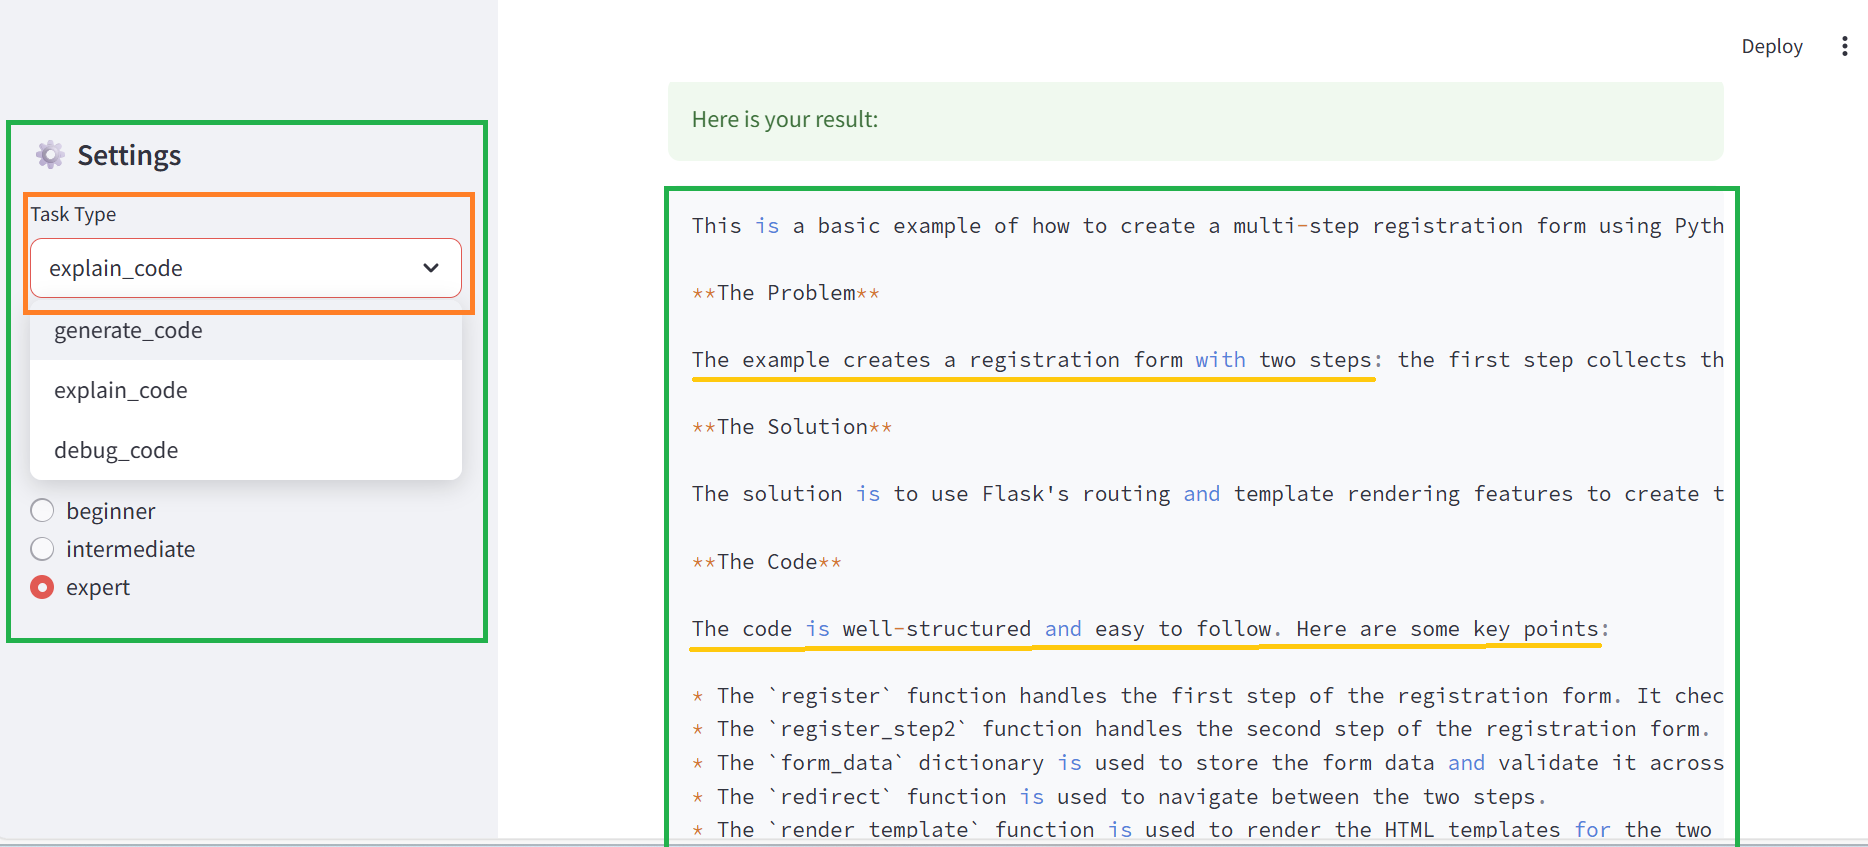 Deploy
Settings
Task Type
explain_code
generate_code
explain_code
debug_code
beginner
intermediate
expert
Here is your result:
This is a basic example of how to create a multi-step registration form using Pyth
**The Problem**
The example creates a registration form with two steps: the first step collects th
**The Solution**
The solution is to use Flask's routing and template rendering features to create t
**The Code**
The code is well-structured and easy to follow. Here are some key points:
* The `register` function handles the first step of the registration form. It chec
* The `register_step2` function handles the second step of the registration form.
* The `form_data` dictionary is used to store the form data and validate it across
* The `redirect` function is used to navigate between the two steps.
* The `render_template` function is used to render the HTML templates for the two